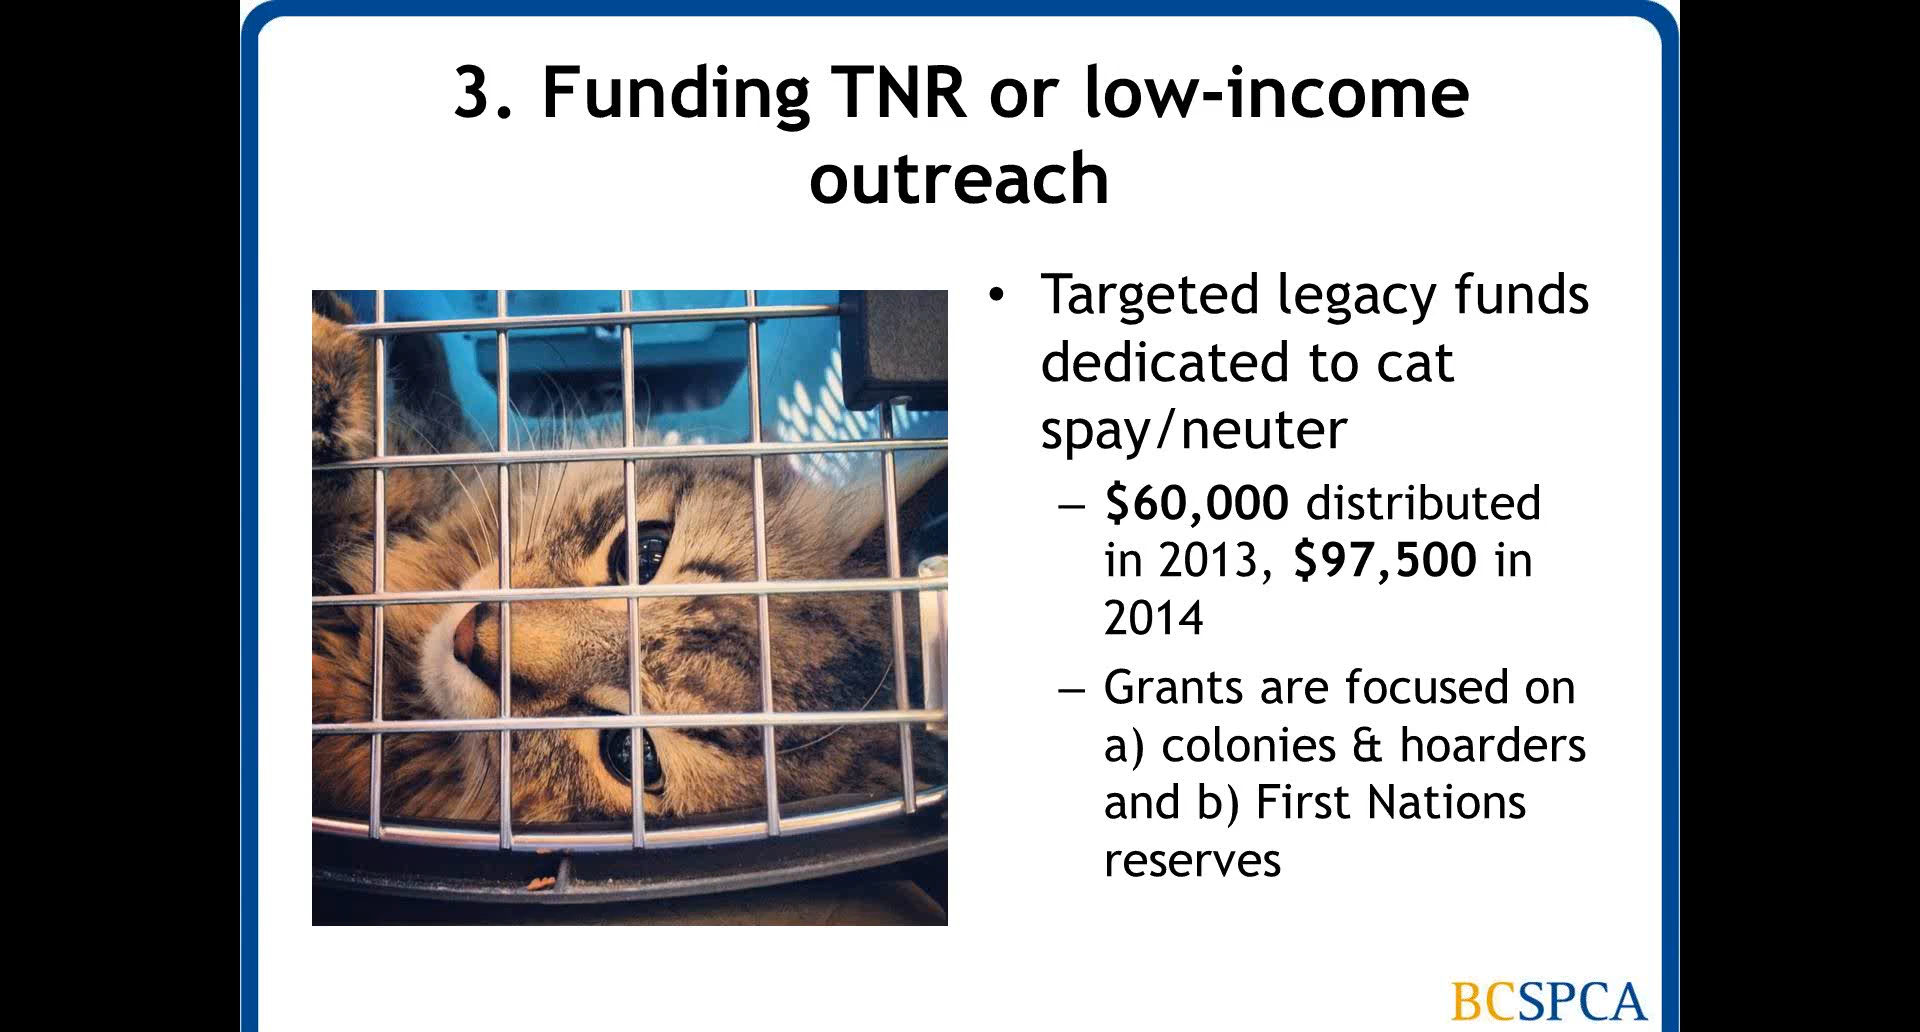 3. Funding TNR or low-income
outreach
• Targeted legacy funds
dedicated to cat
spay/neuter
– $60,000 distributed
in 2013, $97,500 in
2014
– Grants are focused on
a) colonies & hoarders
and b) First Nations
reserves
BCSPCA